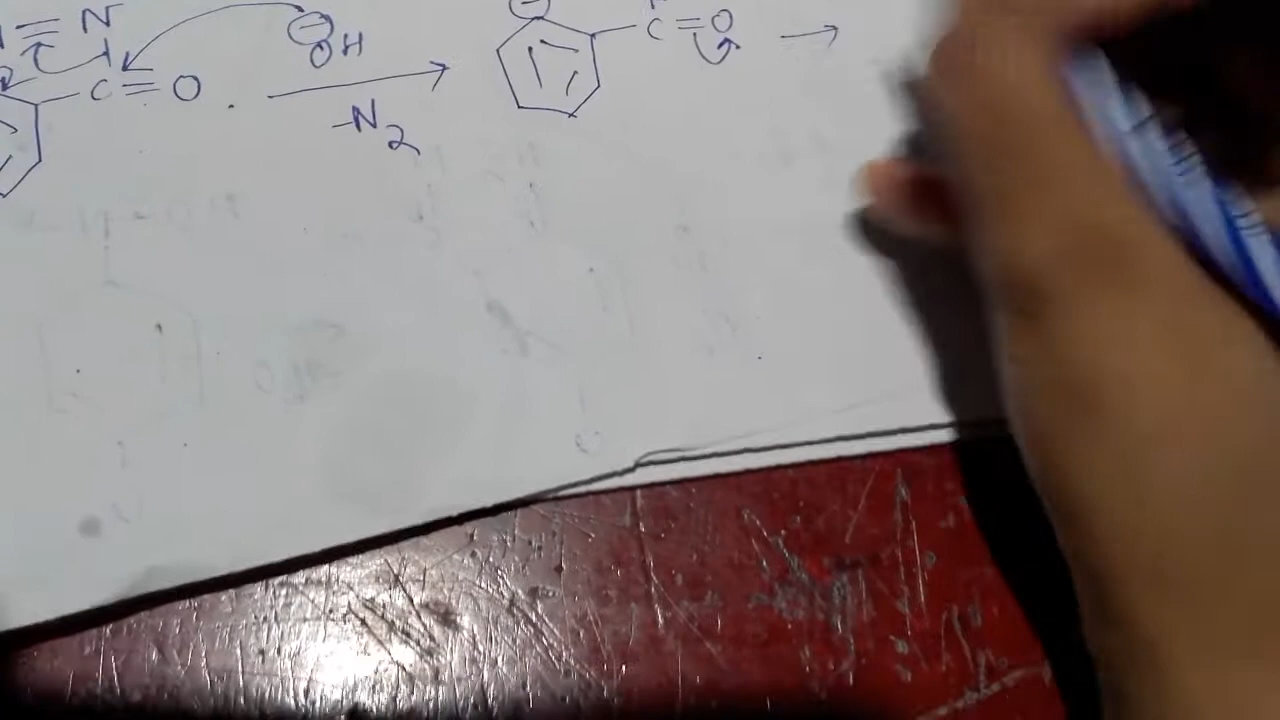 ≡ N ⊖ OH ⊖
C = O → C = O →
-N2